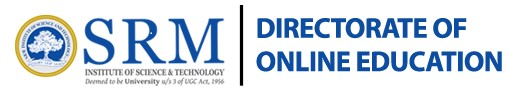 SRM
INSTITUTE OF SCIENCE & TECHNOLOGY
Deemed to be University u/s 3 of UGC Act, 1956
DIRECTORATE OF
ONLINE EDUCATION